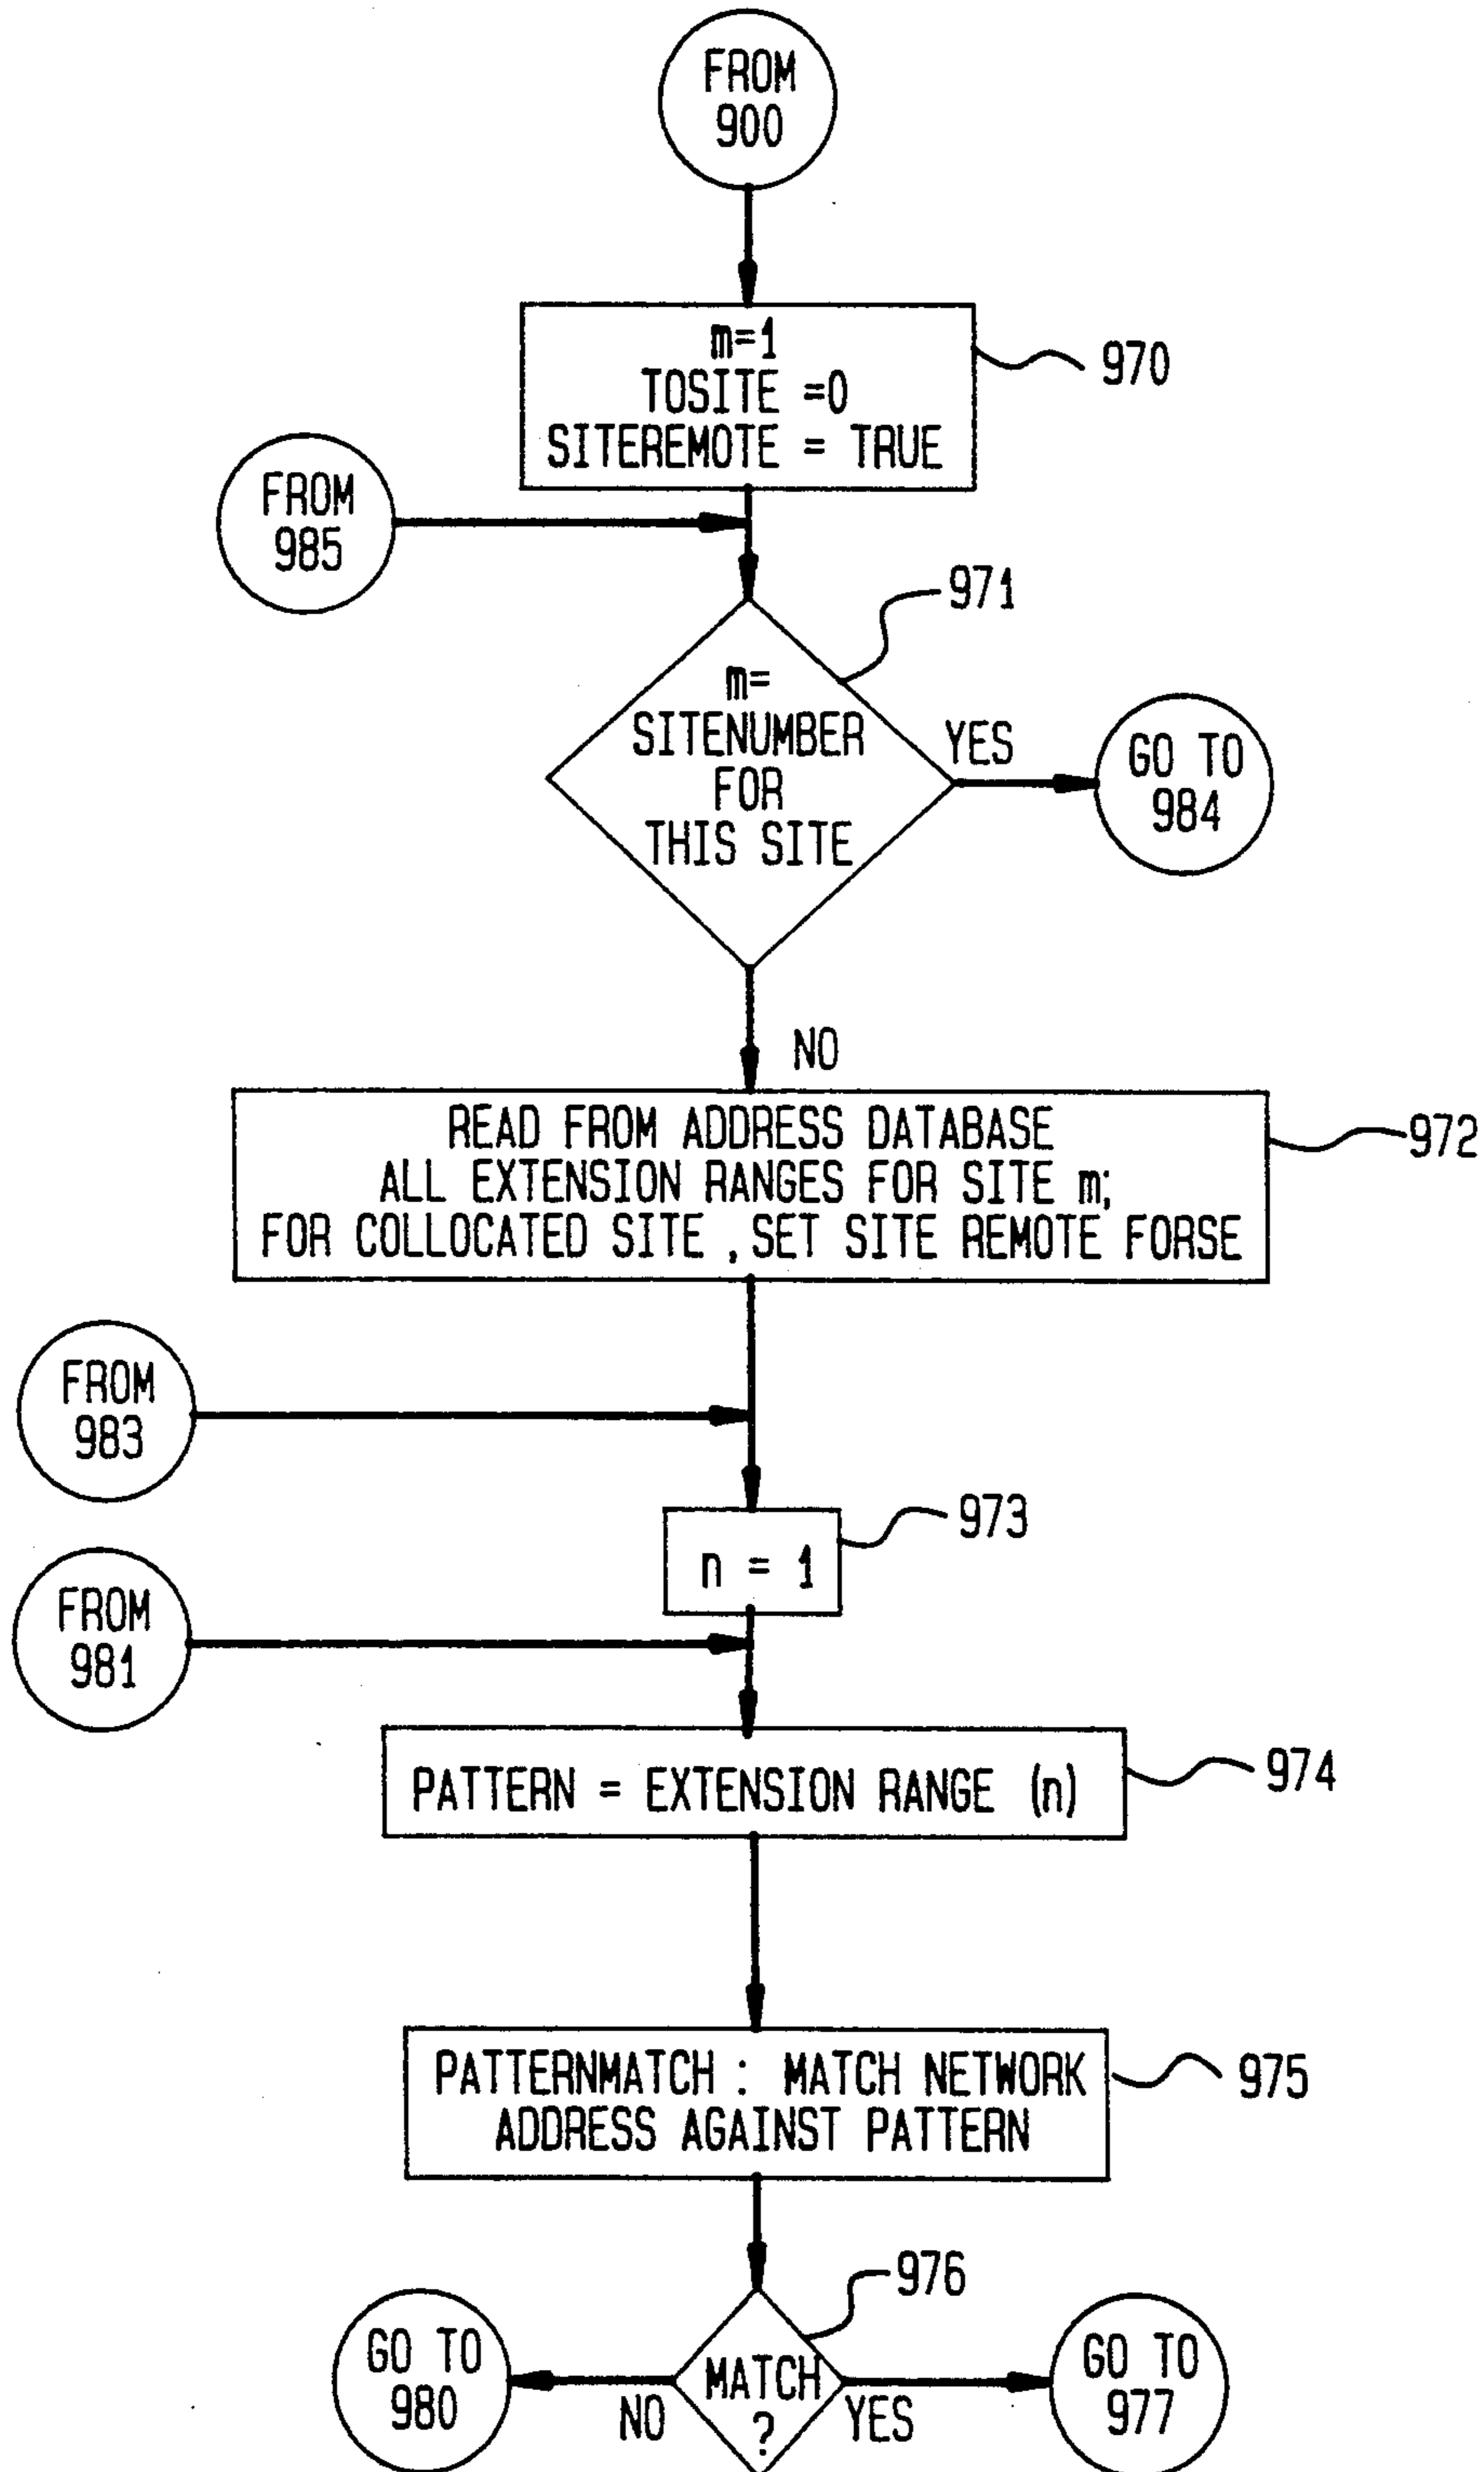 FROM
900
m=1
TOSITE =0
SITEREMOTE = TRUE
970
FROM
985
971
m=
SITENUMBER
FOR
THIS SITE
YES
GO TO
984
NO
READ FROM ADDRESS DATABASE
ALL EXTENSION RANGES FOR SITE m;
FOR COLLOCATED SITE , SET SITE REMOTE FORSE
972
FROM
983
973
n = 1
FROM
981
PATTERN = EXTENSION RANGE (n)
974
PATTERNMATCH : MATCH NETWORK
ADDRESS AGAINST PATTERN
975
976
GO TO
980
NO
MATCH
?
YES
GO TO
977